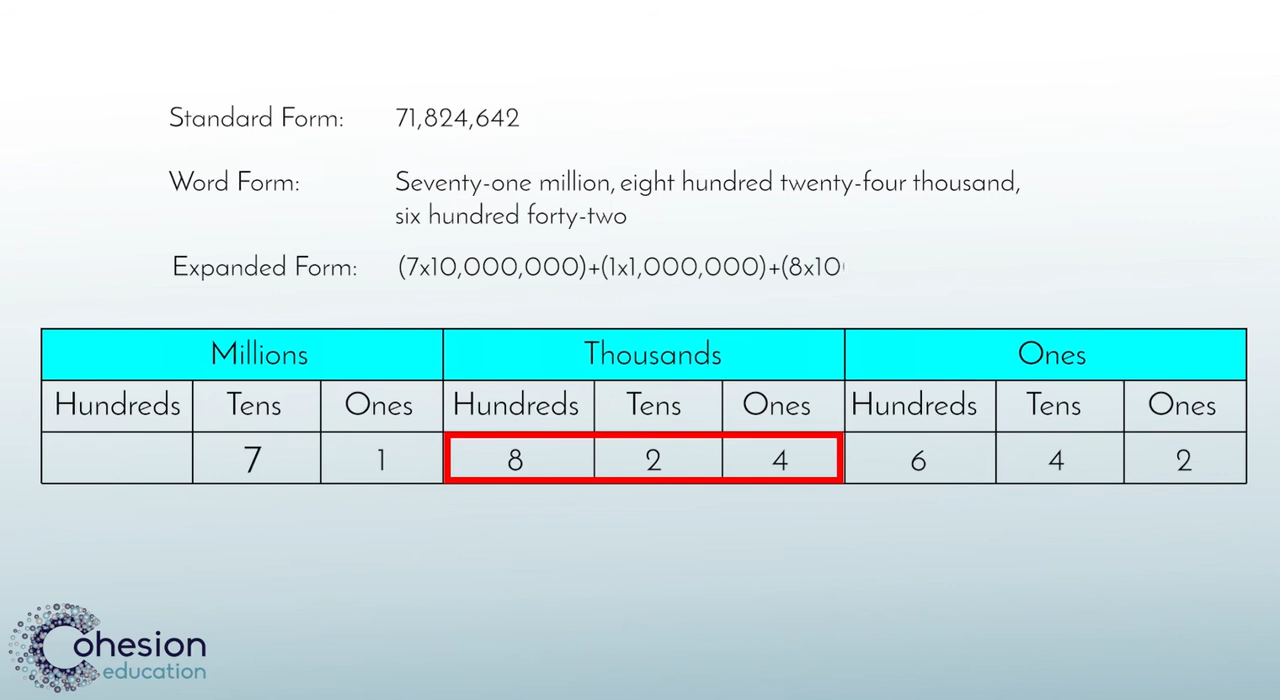 Standard Form: 71,824,642
Word Form: Seventy-one million, eight hundred twenty-four thousand,
six hundred forty-two
Expanded Form: (7x10,000,000)+(1x1,000,000)+(8x10
Millions Thousands Ones
Hundreds Tens Ones Hundreds Tens Ones Hundreds Tens Ones
7 1 8 2 4 6 4 2
Cohesion
education